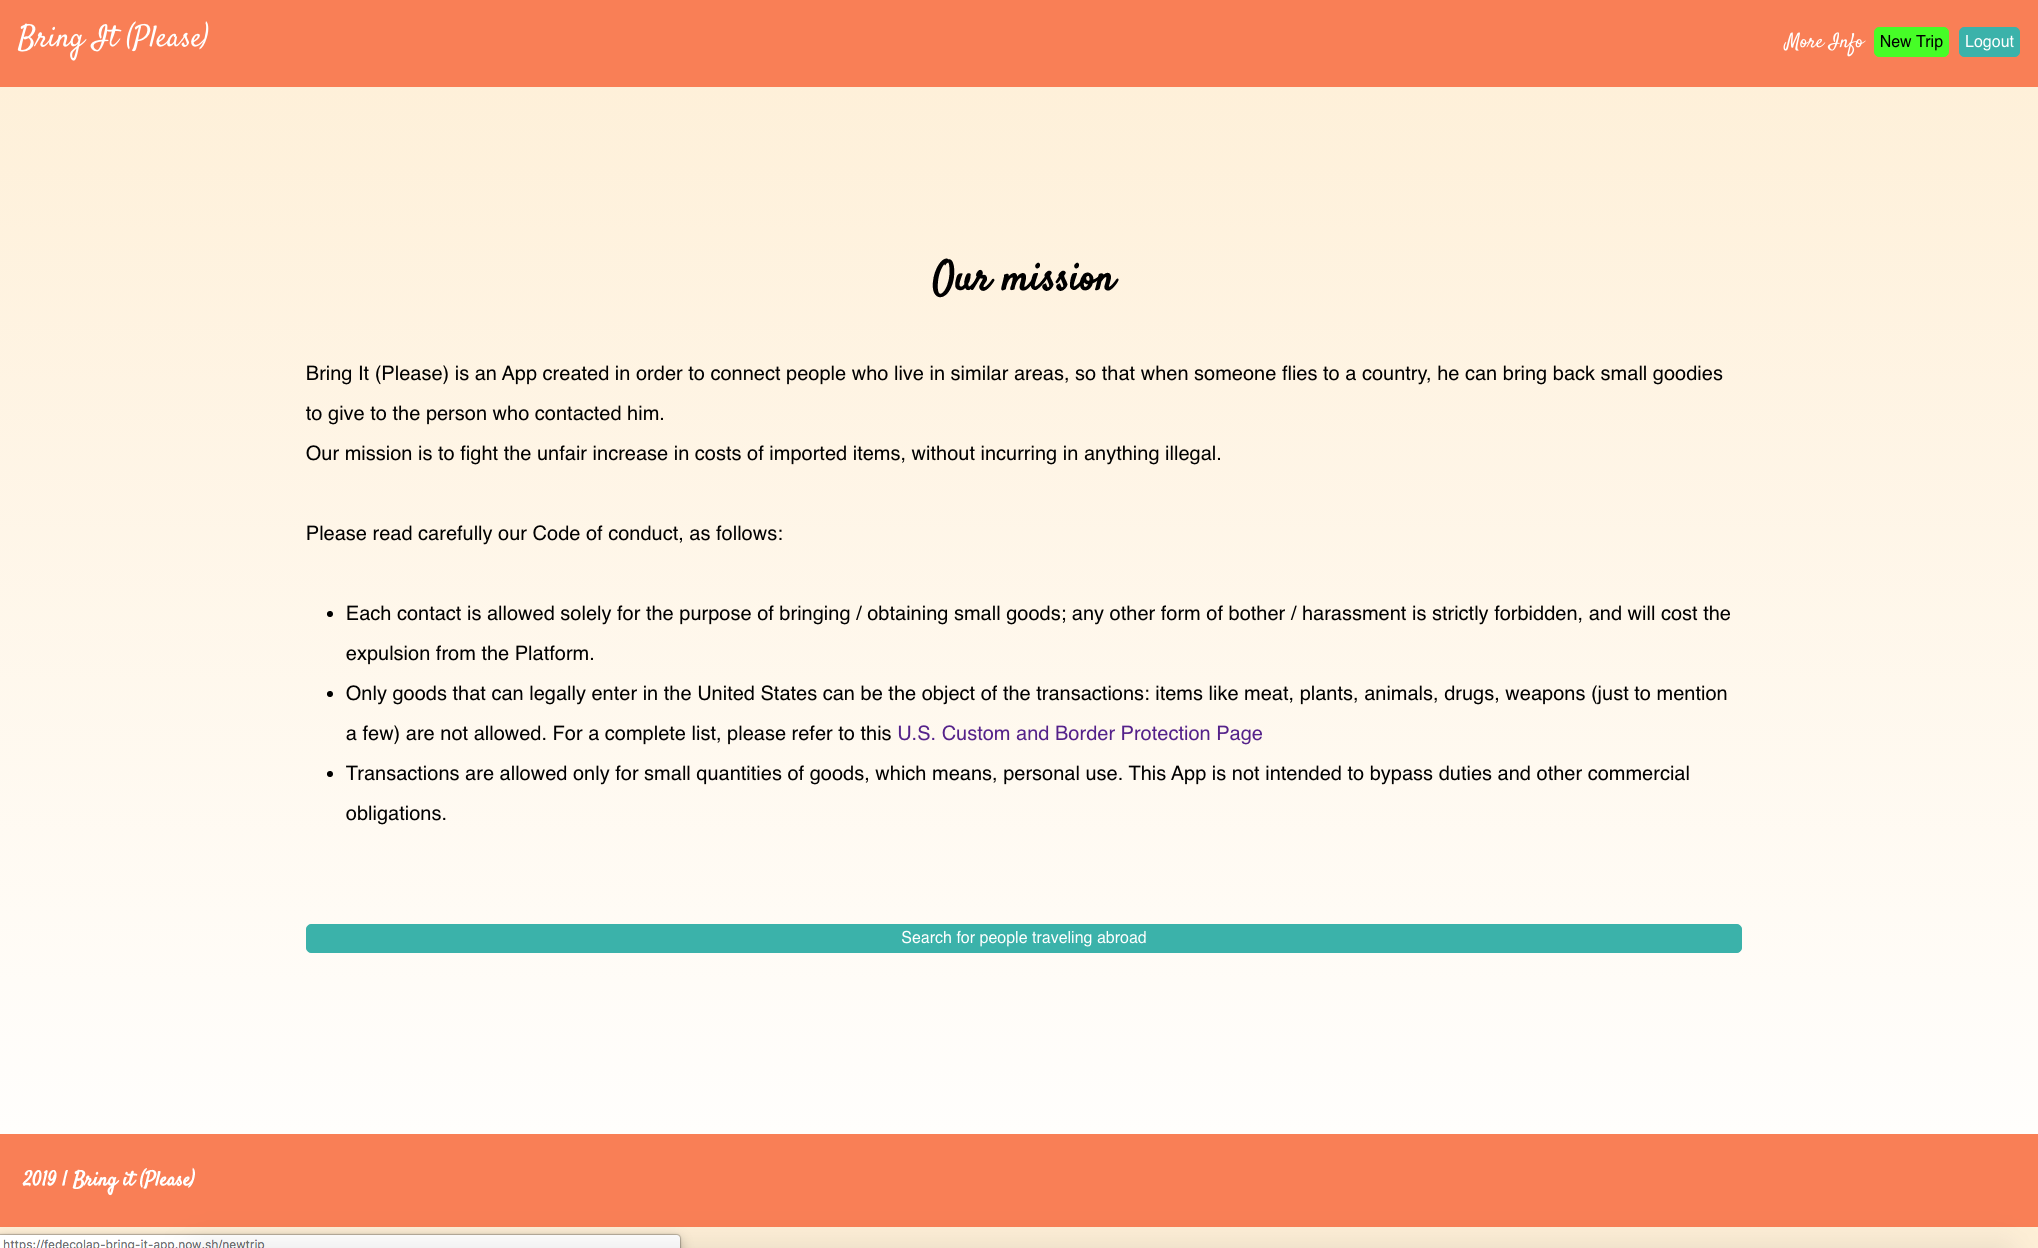 Bring It (Please)
More Info
New Trip
Logout
Our mission
Bring It (Please) is an App created in order to connect people who live in similar areas, so that when someone flies to a country, he can bring back small goodies
to give to the person who contacted him.
Our mission is to fight the unfair increase in costs of imported items, without incurring in anything illegal.
Please read carefully our Code of conduct, as follows:
• Each contact is allowed solely for the purpose of bringing / obtaining small goods; any other form of bother / harassment is strictly forbidden, and will cost the
expulsion from the Platform.
• Only goods that can legally enter in the United States can be the object of the transactions: items like meat, plants, animals, drugs, weapons (just to mention
a few) are not allowed. For a complete list, please refer to this U.S. Custom and Border Protection Page
• Transactions are allowed only for small quantities of goods, which means, personal use. This App is not intended to bypass duties and other commercial
obligations.
Search for people traveling abroad
2019 | Bring it (Please)
https://fedecolap-bring-it-app.now.sh/newtrip